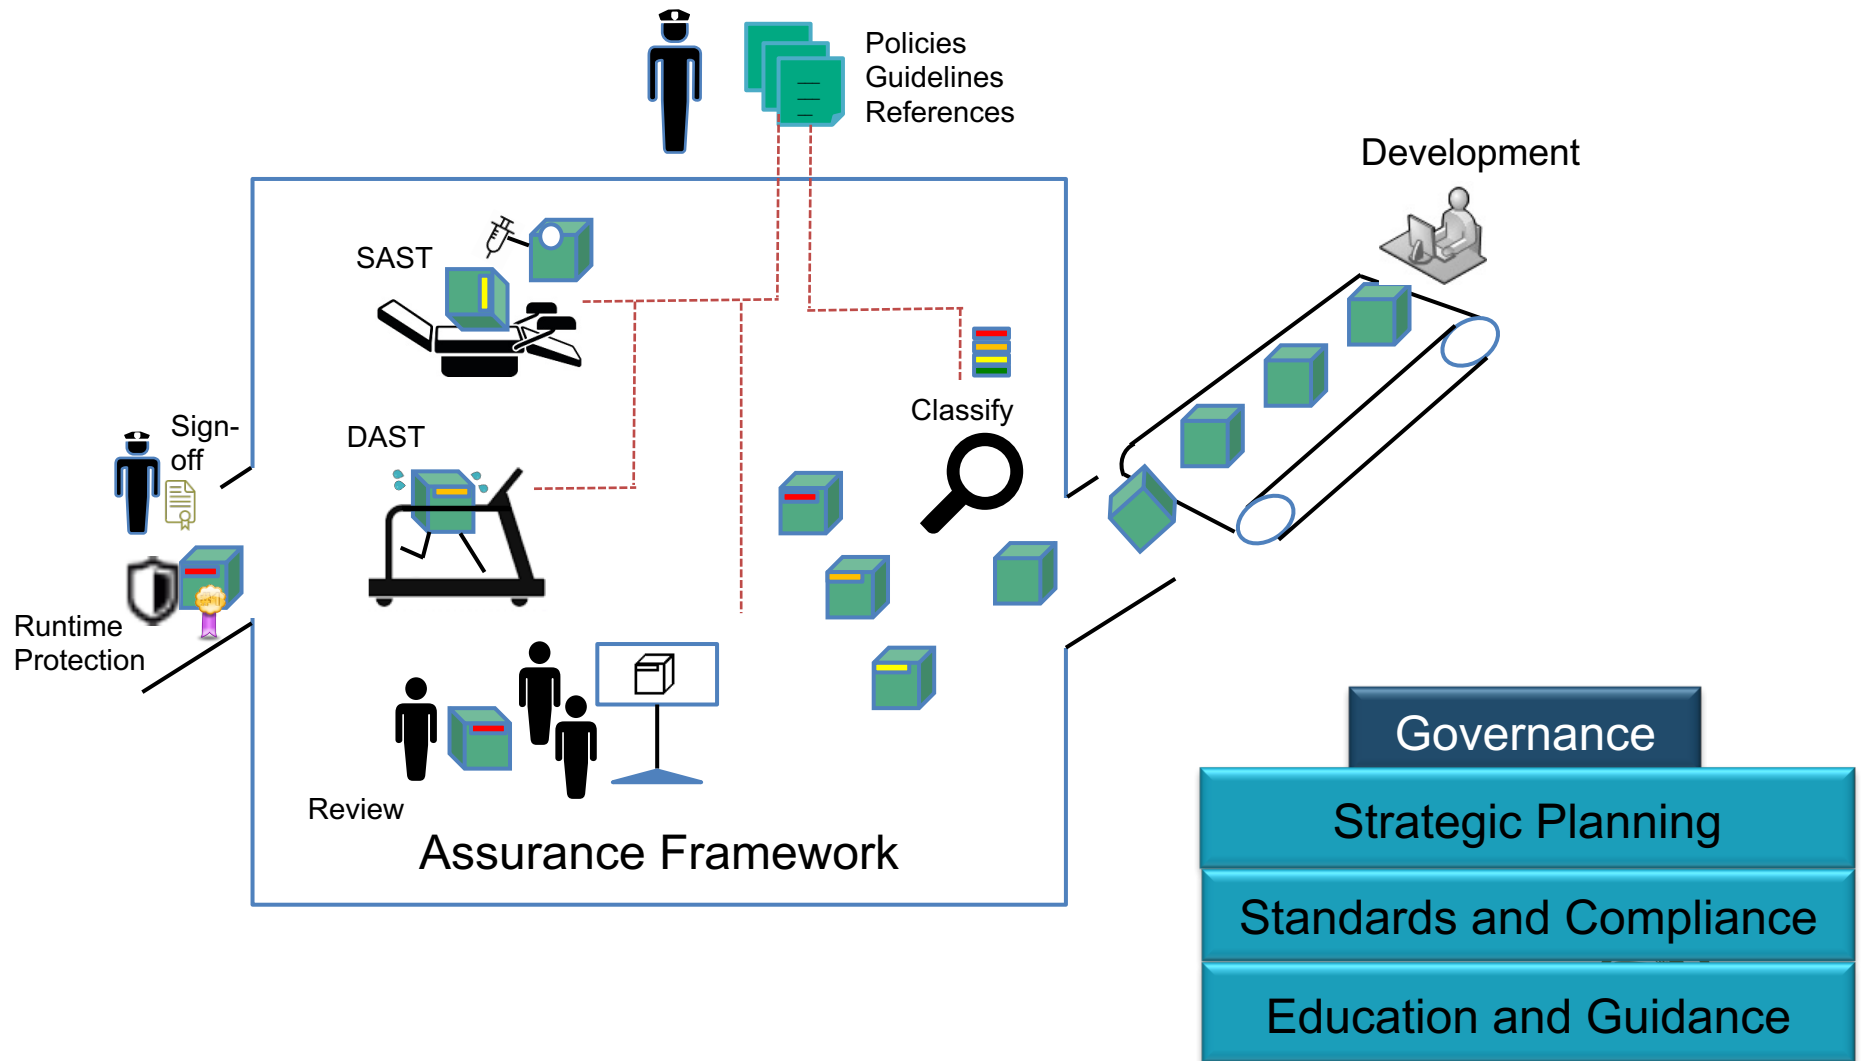 Policies
Guidelines
References
Development
SAST
Classify
DAST
Sign-
off
Runtime
Protection
Review
Assurance Framework
Governance
Strategic Planning
Standards and Compliance
Education and Guidance